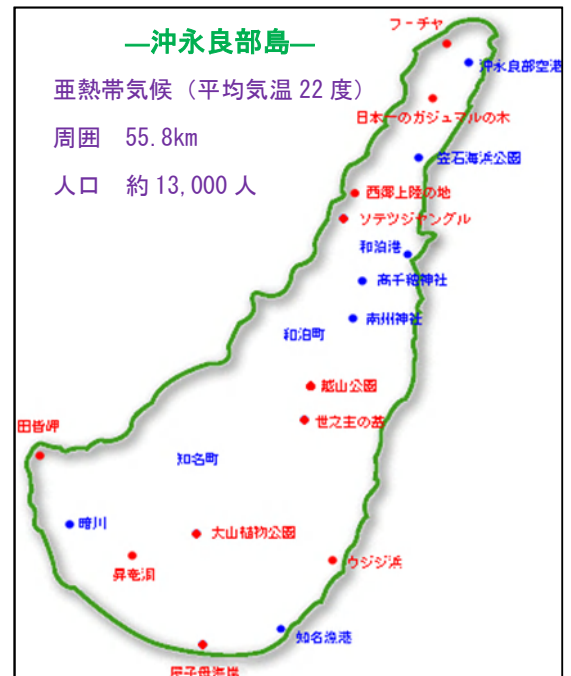 ―沖永良部島―
亜熱帯気候（平均気温 22 度）
周囲　55.8km
人口　約 13,000 人
フーチャ
沖永良部空港
日本一のガジュマルの木
笠石海浜公園
西郷上陸の地
ソテツジャングル
和泊港
高千穂神社
南州神社
和泊町
越山公園
世之主の墓
田皆岬
知名町
暗川
大山植物公園
昇竜洞
ウジジ浜
知名漁港
屋子母海岸